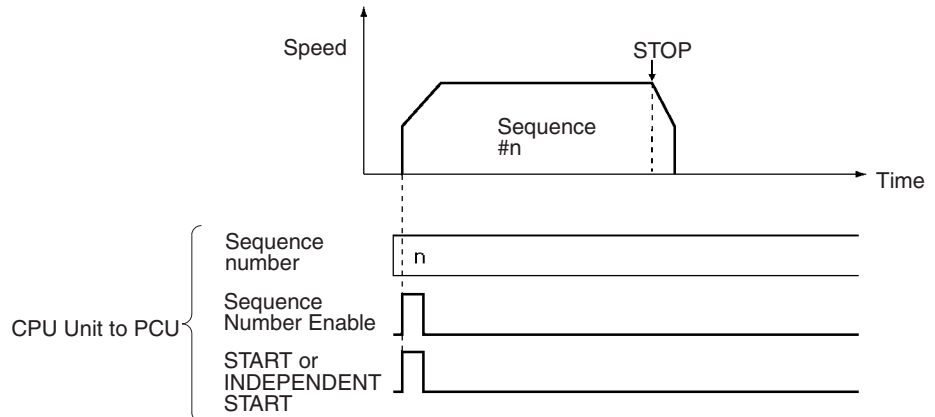 Speed
STOP
Sequence
#n
Time
Sequence
number
n
Sequence
Number Enable
CPU Unit to PCU
START or
INDEPENDENT
START